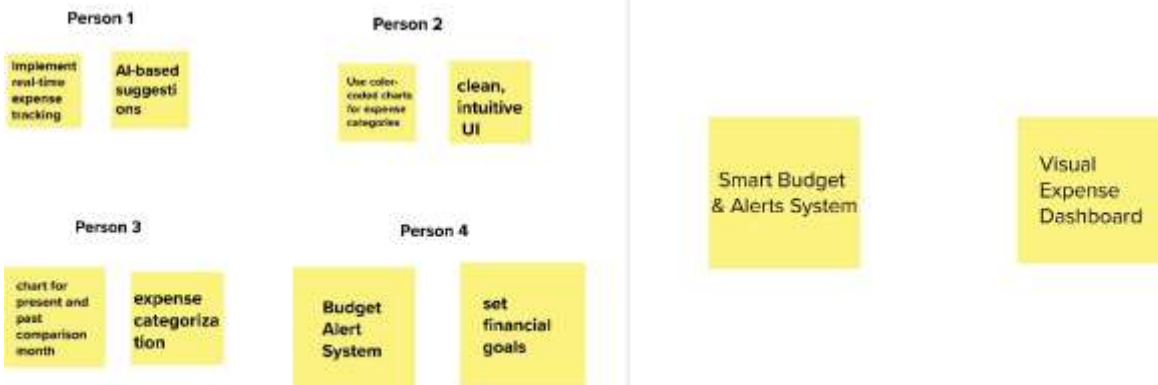 Person 1
Implement
real-time
expense
tracking
AI-based
suggesti
ons
Person 2
Use color-
coded charts
for expense
categories
clean,
intuitive
UI
Person 3
chart for
present and
past
comparison
month
expense
categoriza
tion
Person 4
Budget
Alert
System
set
financial
goals
Smart Budget
& Alerts System
Visual
Expense
Dashboard